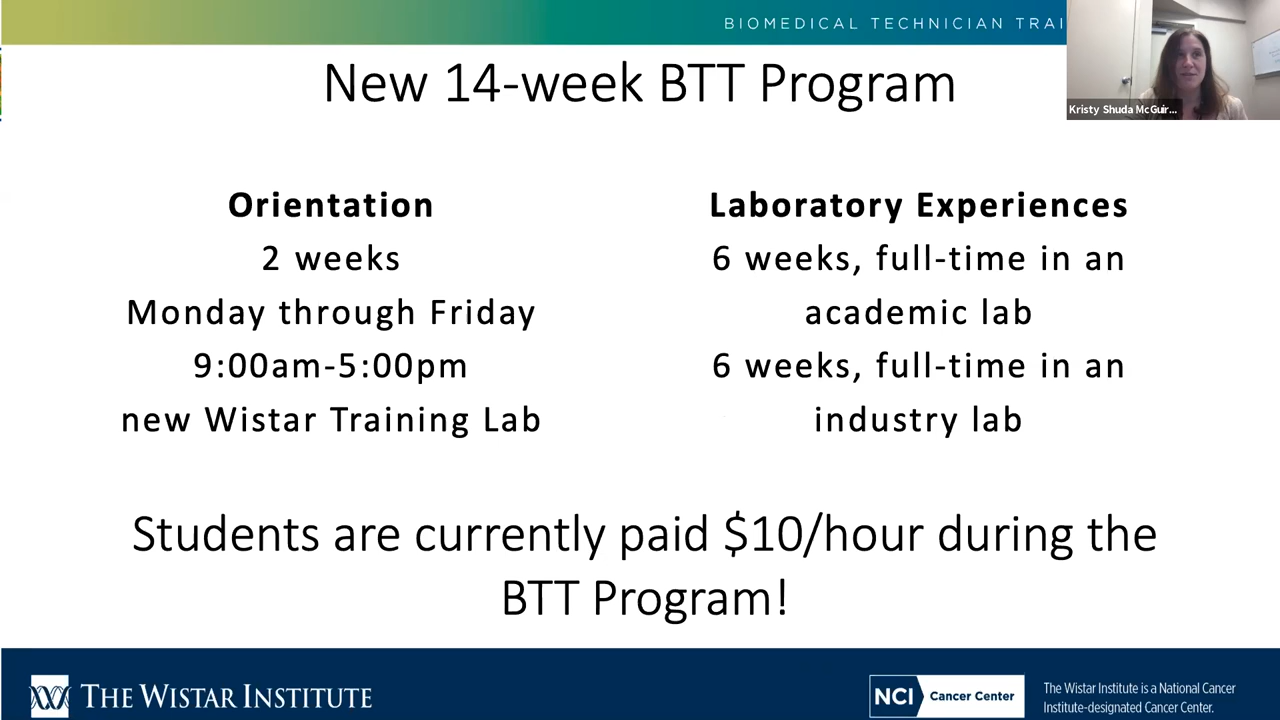 BIOMEDICAL TECHNICIAN TRAI
Kristy Shuda McGuir...
New 14-week BTT Program
Orientation
2 weeks
Monday through Friday
9:00am-5:00pm
new Wistar Training Lab
Laboratory Experiences
6 weeks, full-time in an
academic lab
6 weeks, full-time in an
industry lab
Students are currently paid $10/hour during the
BTT Program!
THE WISTAR INSTITUTE
NCI Cancer Center
The Wistar Institute is a National Cancer
Institute-designated Cancer Center.